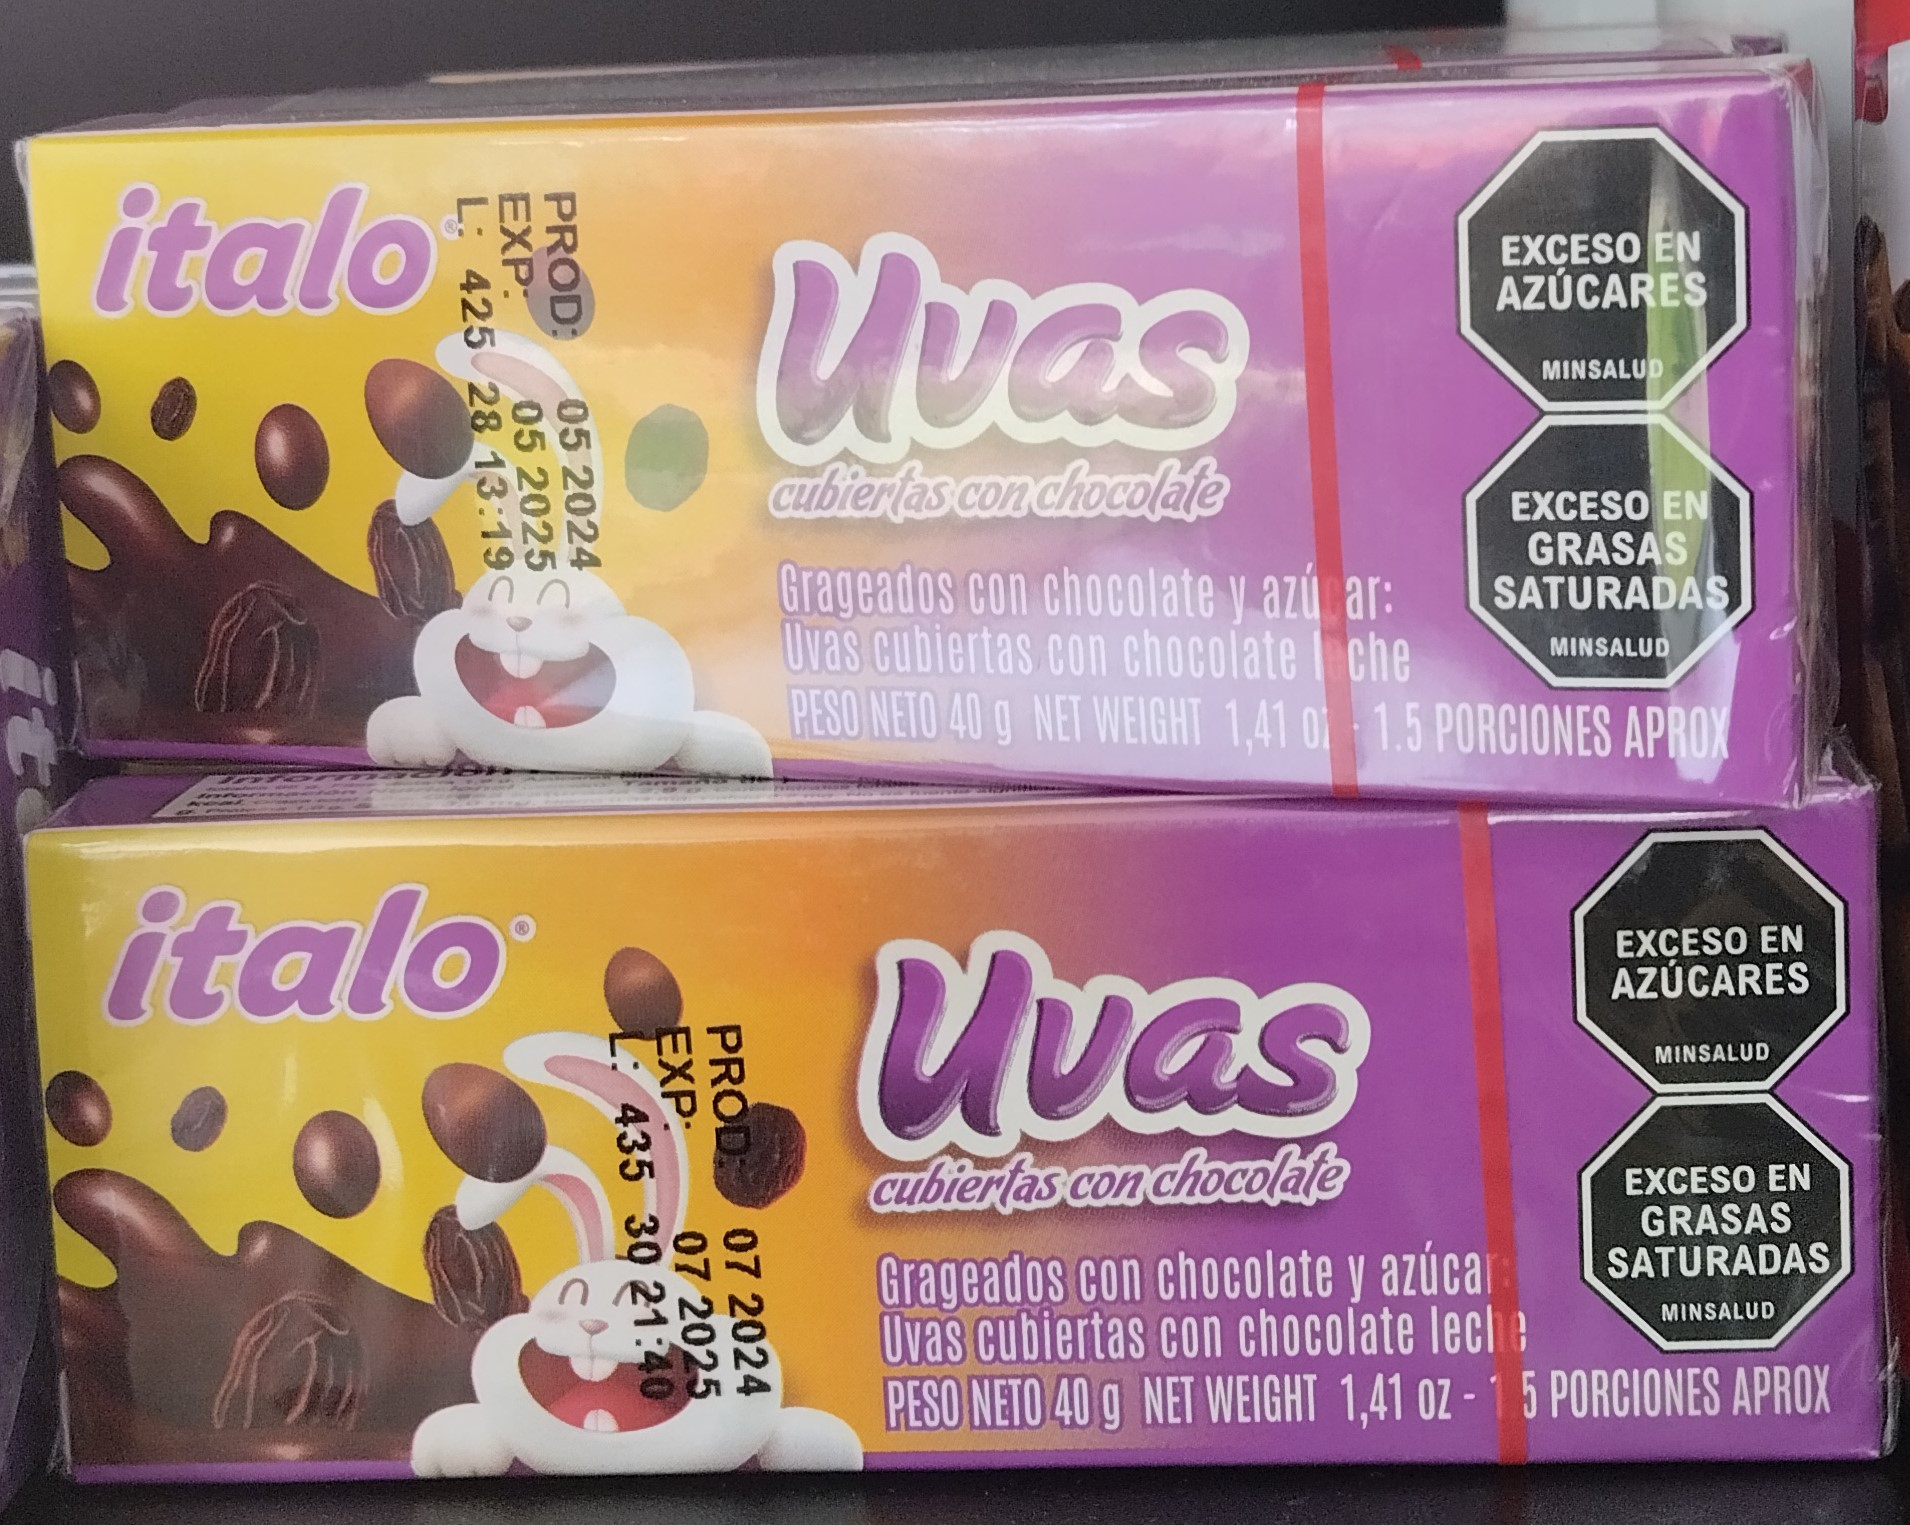 italo®
PROD: 05 2024
EXP: 05 2025
L: 425 28 13:19
Uvas
cubiertas con chocolate
Grageados con chocolate y azúcar:
Uvas cubiertas con chocolate leche
PESO NETO 40 g NET WEIGHT 1,41 oz - 1.5 PORCIONES APROX
EXCESO EN
AZÚCARES
MINSALUD
EXCESO EN
GRASAS
SATURADAS
MINSALUD
italo®
PROD: 07 2024
EXP: 07 2025
L: 435 30 21:40
Uvas
cubiertas con chocolate
Grageados con chocolate y azúcar:
Uvas cubiertas con chocolate leche
PESO NETO 40 g NET WEIGHT 1,41 oz - 1.5 PORCIONES APROX
EXCESO EN
AZÚCARES
MINSALUD
EXCESO EN
GRASAS
SATURADAS
MINSALUD